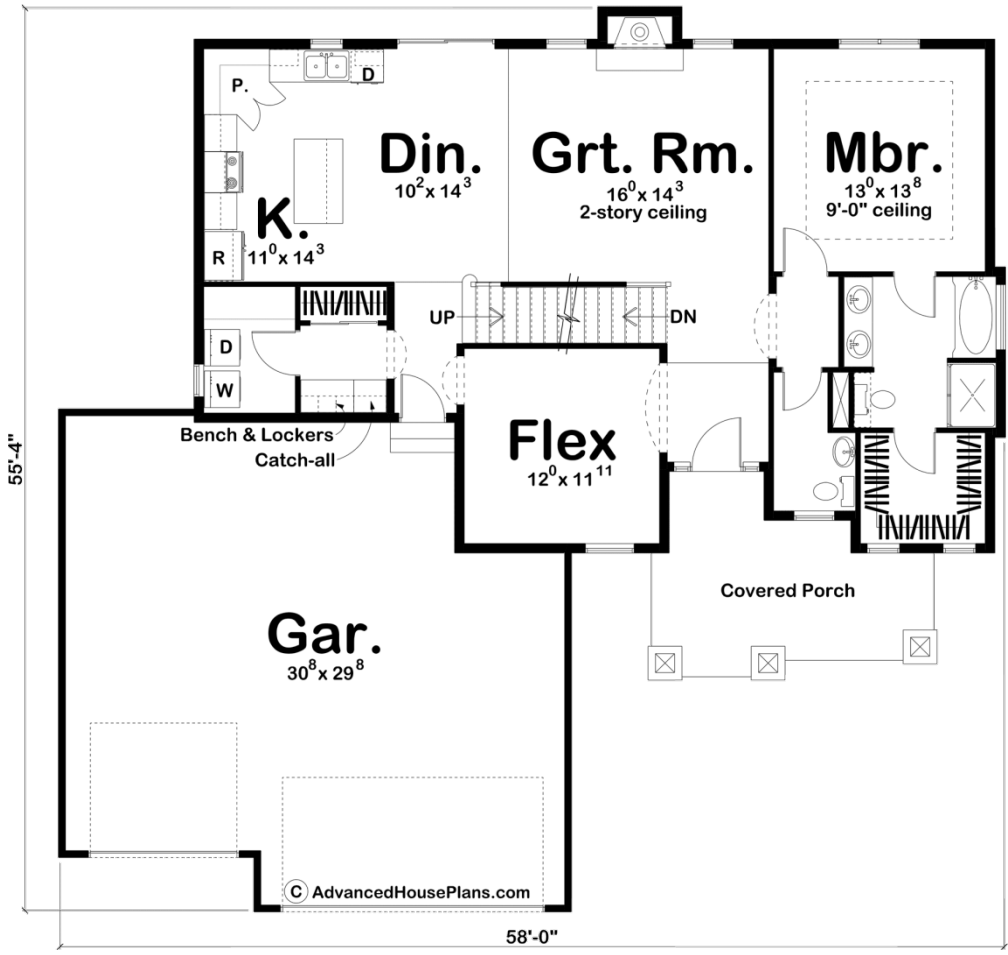 P.
D
Din.
10² x 14³
Grt. Rm.
16⁰ x 14³
2-story ceiling
Mbr.
13⁰ x 13⁸
9'-0" ceiling
K.
11⁰ x 14³
R
UP
DN
D
W
Bench & Lockers
Catch-all
Flex
12⁰ x 11¹¹
55'-4"
Covered Porch
Gar.
30⁸ x 29⁸
C AdvancedHousePlans.com
58'-0"